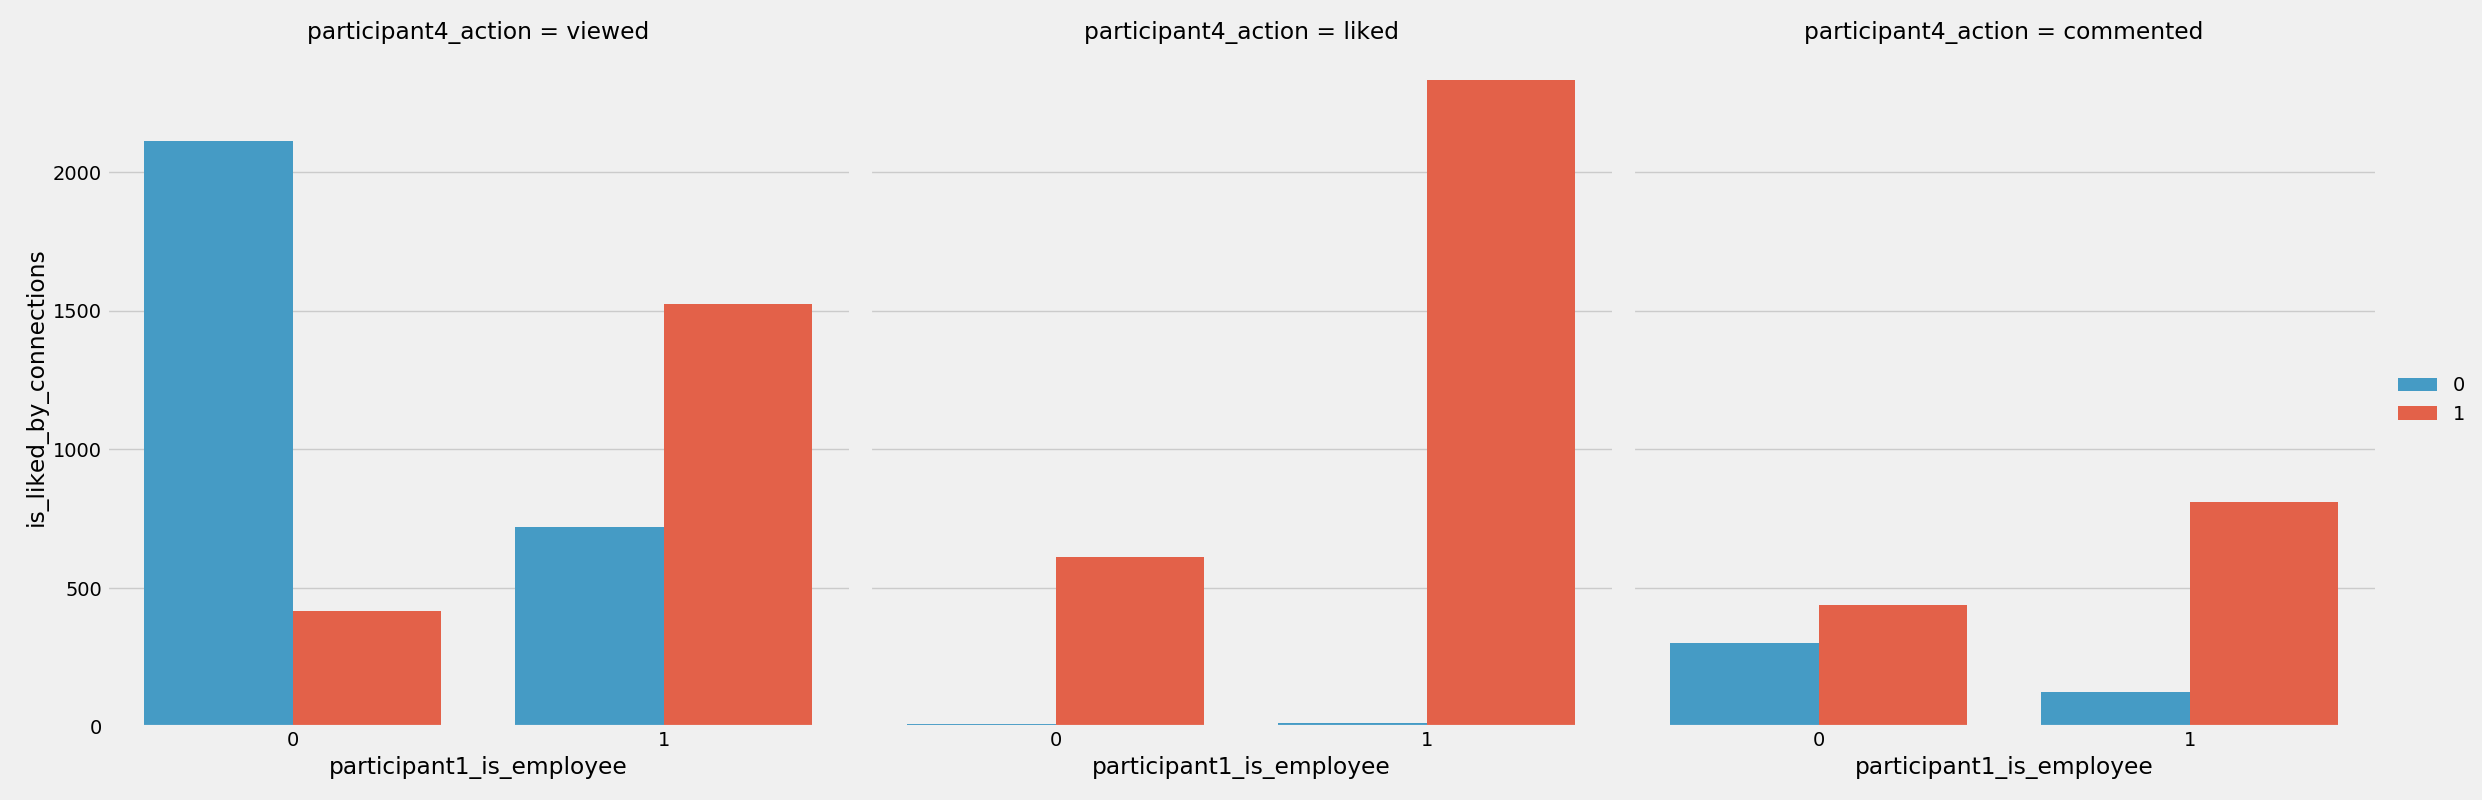 participant4_action = viewed
participant4_action = liked
participant4_action = commented
is_liked_by_connections
2000
1500
1000
500
0
0 1
0 1
0 1
participant1_is_employee
participant1_is_employee
participant1_is_employee
0
1